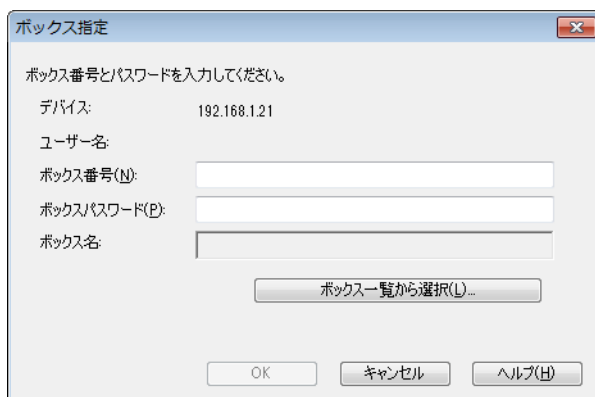 ボックス指定
ボックス番号とパスワードを入力してください。
デバイス: 192.168.1.21
ユーザー名:
ボックス番号(N):
ボックスパスワード(P):
ボックス名:
ボックス一覧から選択(L)...
OK キャンセル ヘルプ(H)